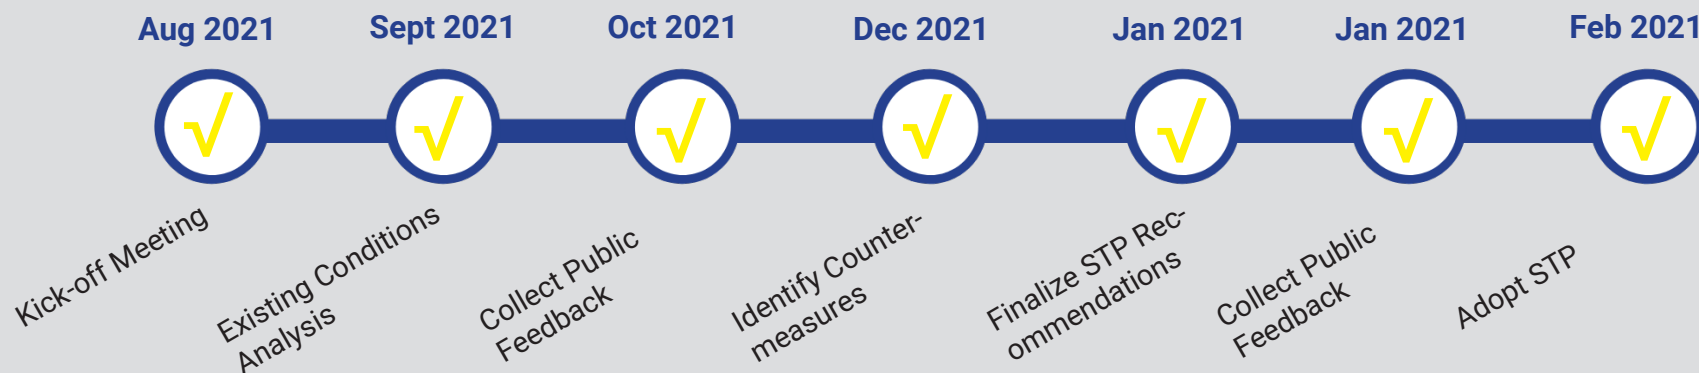 Aug 2021
Sept 2021
Oct 2021
Dec 2021
Jan 2021
Jan 2021
Feb 2021
Kick-off Meeting
Existing Conditions
Analysis
Collect Public
Feedback
Identify Counter-
measures
Finalize STP Rec-
ommendations
Collect Public
Feedback
Adopt STP